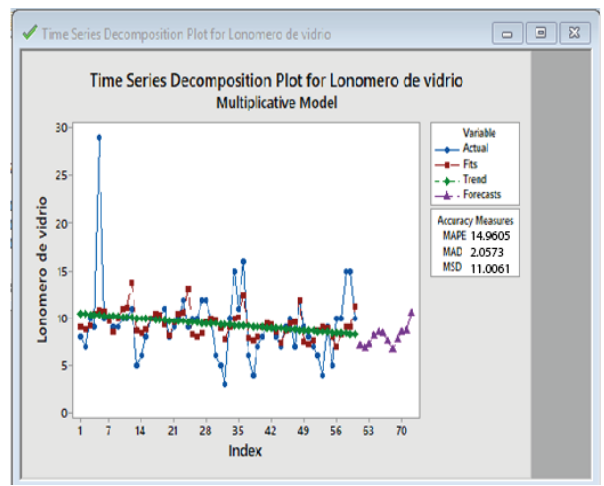 Time Series Decomposition Plot for Lonomero de vidrio
Time Series Decomposition Plot for Lonomero de vidrio
Multiplicative Model
Lonomero de vidrio
30
25
20
15
10
5
0
1 7 14 21 28 35 42 49 56 63 70
Index
Variable
Actual
Fits
Trend
Forecasts
Accuracy Measures
MAPE 14.9605
MAD 2.0573
MSD 11.0061